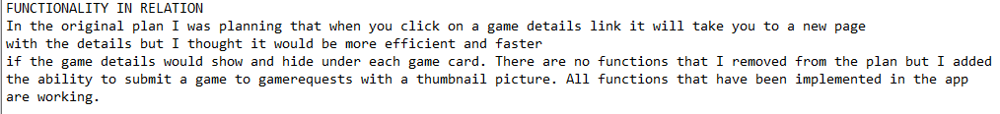 FUNCTIONALITY IN RELATION
In the original plan I was planning that when you click on a game details link it will take you to a new page
with the details but I thought it would be more efficient and faster
if the game details would show and hide under each game card. There are no functions that I removed from the plan but I added
the ability to submit a game to gamerequests with a thumbnail picture. All functions that have been implemented in the app
are working.